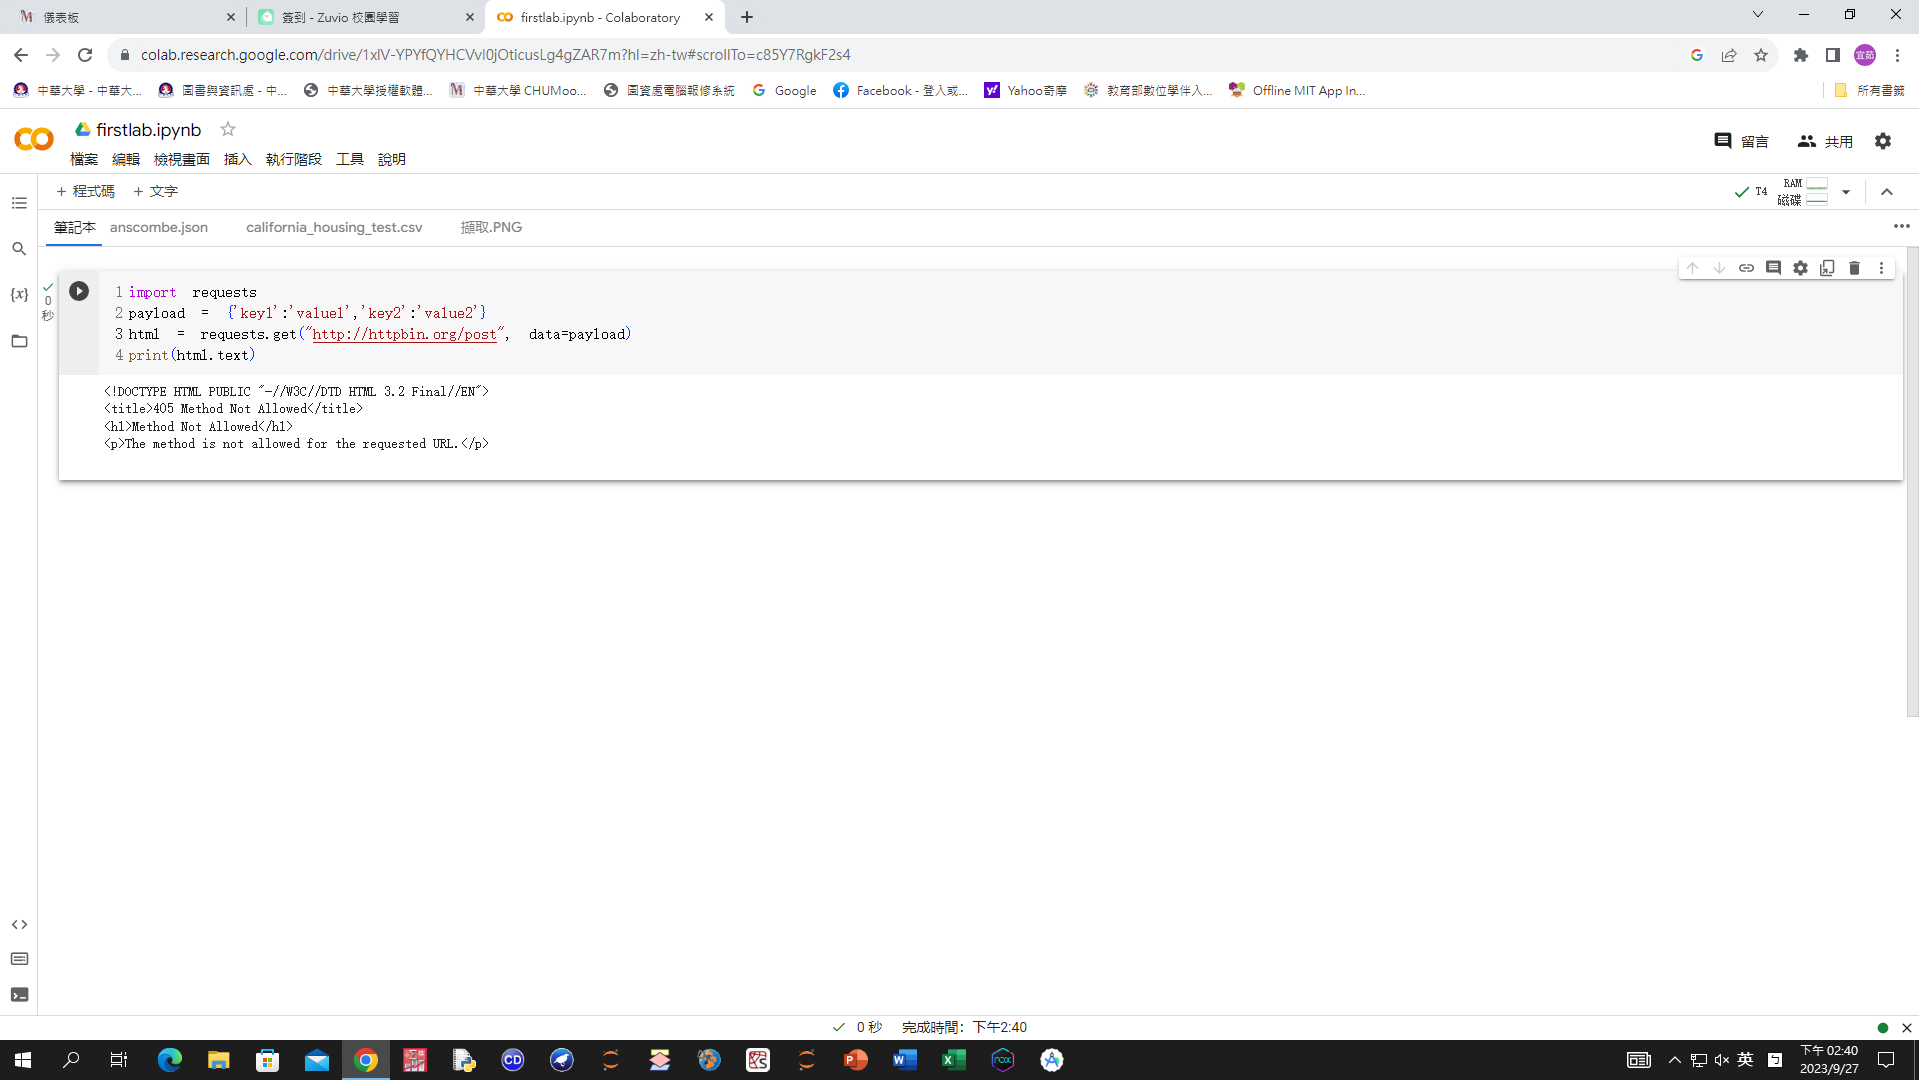 儀表板
簽到 - Zuvio 校園學習
firstlab.ipynb - Colaboratory
colab.research.google.com/drive/1xlV-YPYfQYHCVvl0jOticusLg4gZAR7m?hl=zh-tw#scrollTo=c85Y7RgkF2s4
宜茹
中華大學 - 中華大...
圖書與資訊處 - 中...
中華大學授權軟體...
中華大學 CHUMoo...
圖資處電腦報修系統
Google
Facebook - 登入或...
Yahoo奇摩
教育部數位學伴入...
Offline MIT App In...
所有書籤
firstlab.ipynb
檔案 編輯 檢視畫面 插入 執行階段 工具 說明
留言
共用
+ 程式碼 + 文字
T4
RAM
磁碟
筆記本
anscombe.json
california_housing_test.csv
擷取.PNG
0
秒
1 import requests
2 payload = {'key1':'value1','key2':'value2'}
3 html = requests.get("http://httpbin.org/post", data=payload)
4 print(html.text)
<!DOCTYPE HTML PUBLIC "-//W3C//DTD HTML 3.2 Final//EN">
<title>405 Method Not Allowed</title>
<h1>Method Not Allowed</h1>
<p>The method is not allowed for the requested URL.</p>
0 秒 完成時間: 下午2:40
英
下午 02:40
2023/9/27